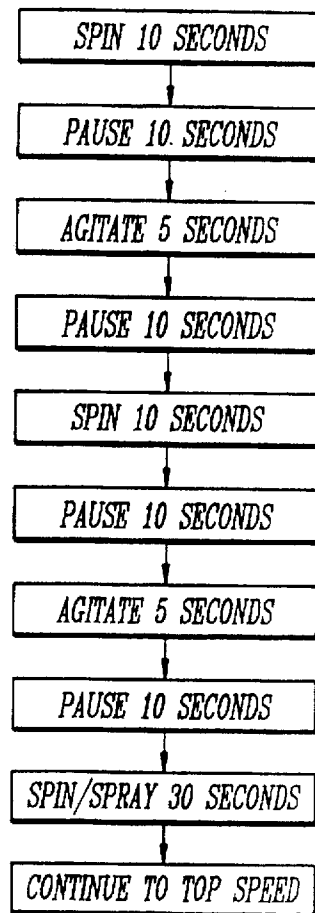 SPIN 10 SECONDS
PAUSE 10. SECONDS
AGITATE 5 SECONDS
PAUSE 10 SECONDS
SPIN 10 SECONDS
PAUSE 10 SECONDS
AGITATE 5 SECONDS
PAUSE 10 SECONDS
SPIN/SPRAY 30 SECONDS
CONTINUE TO TOP SPEED